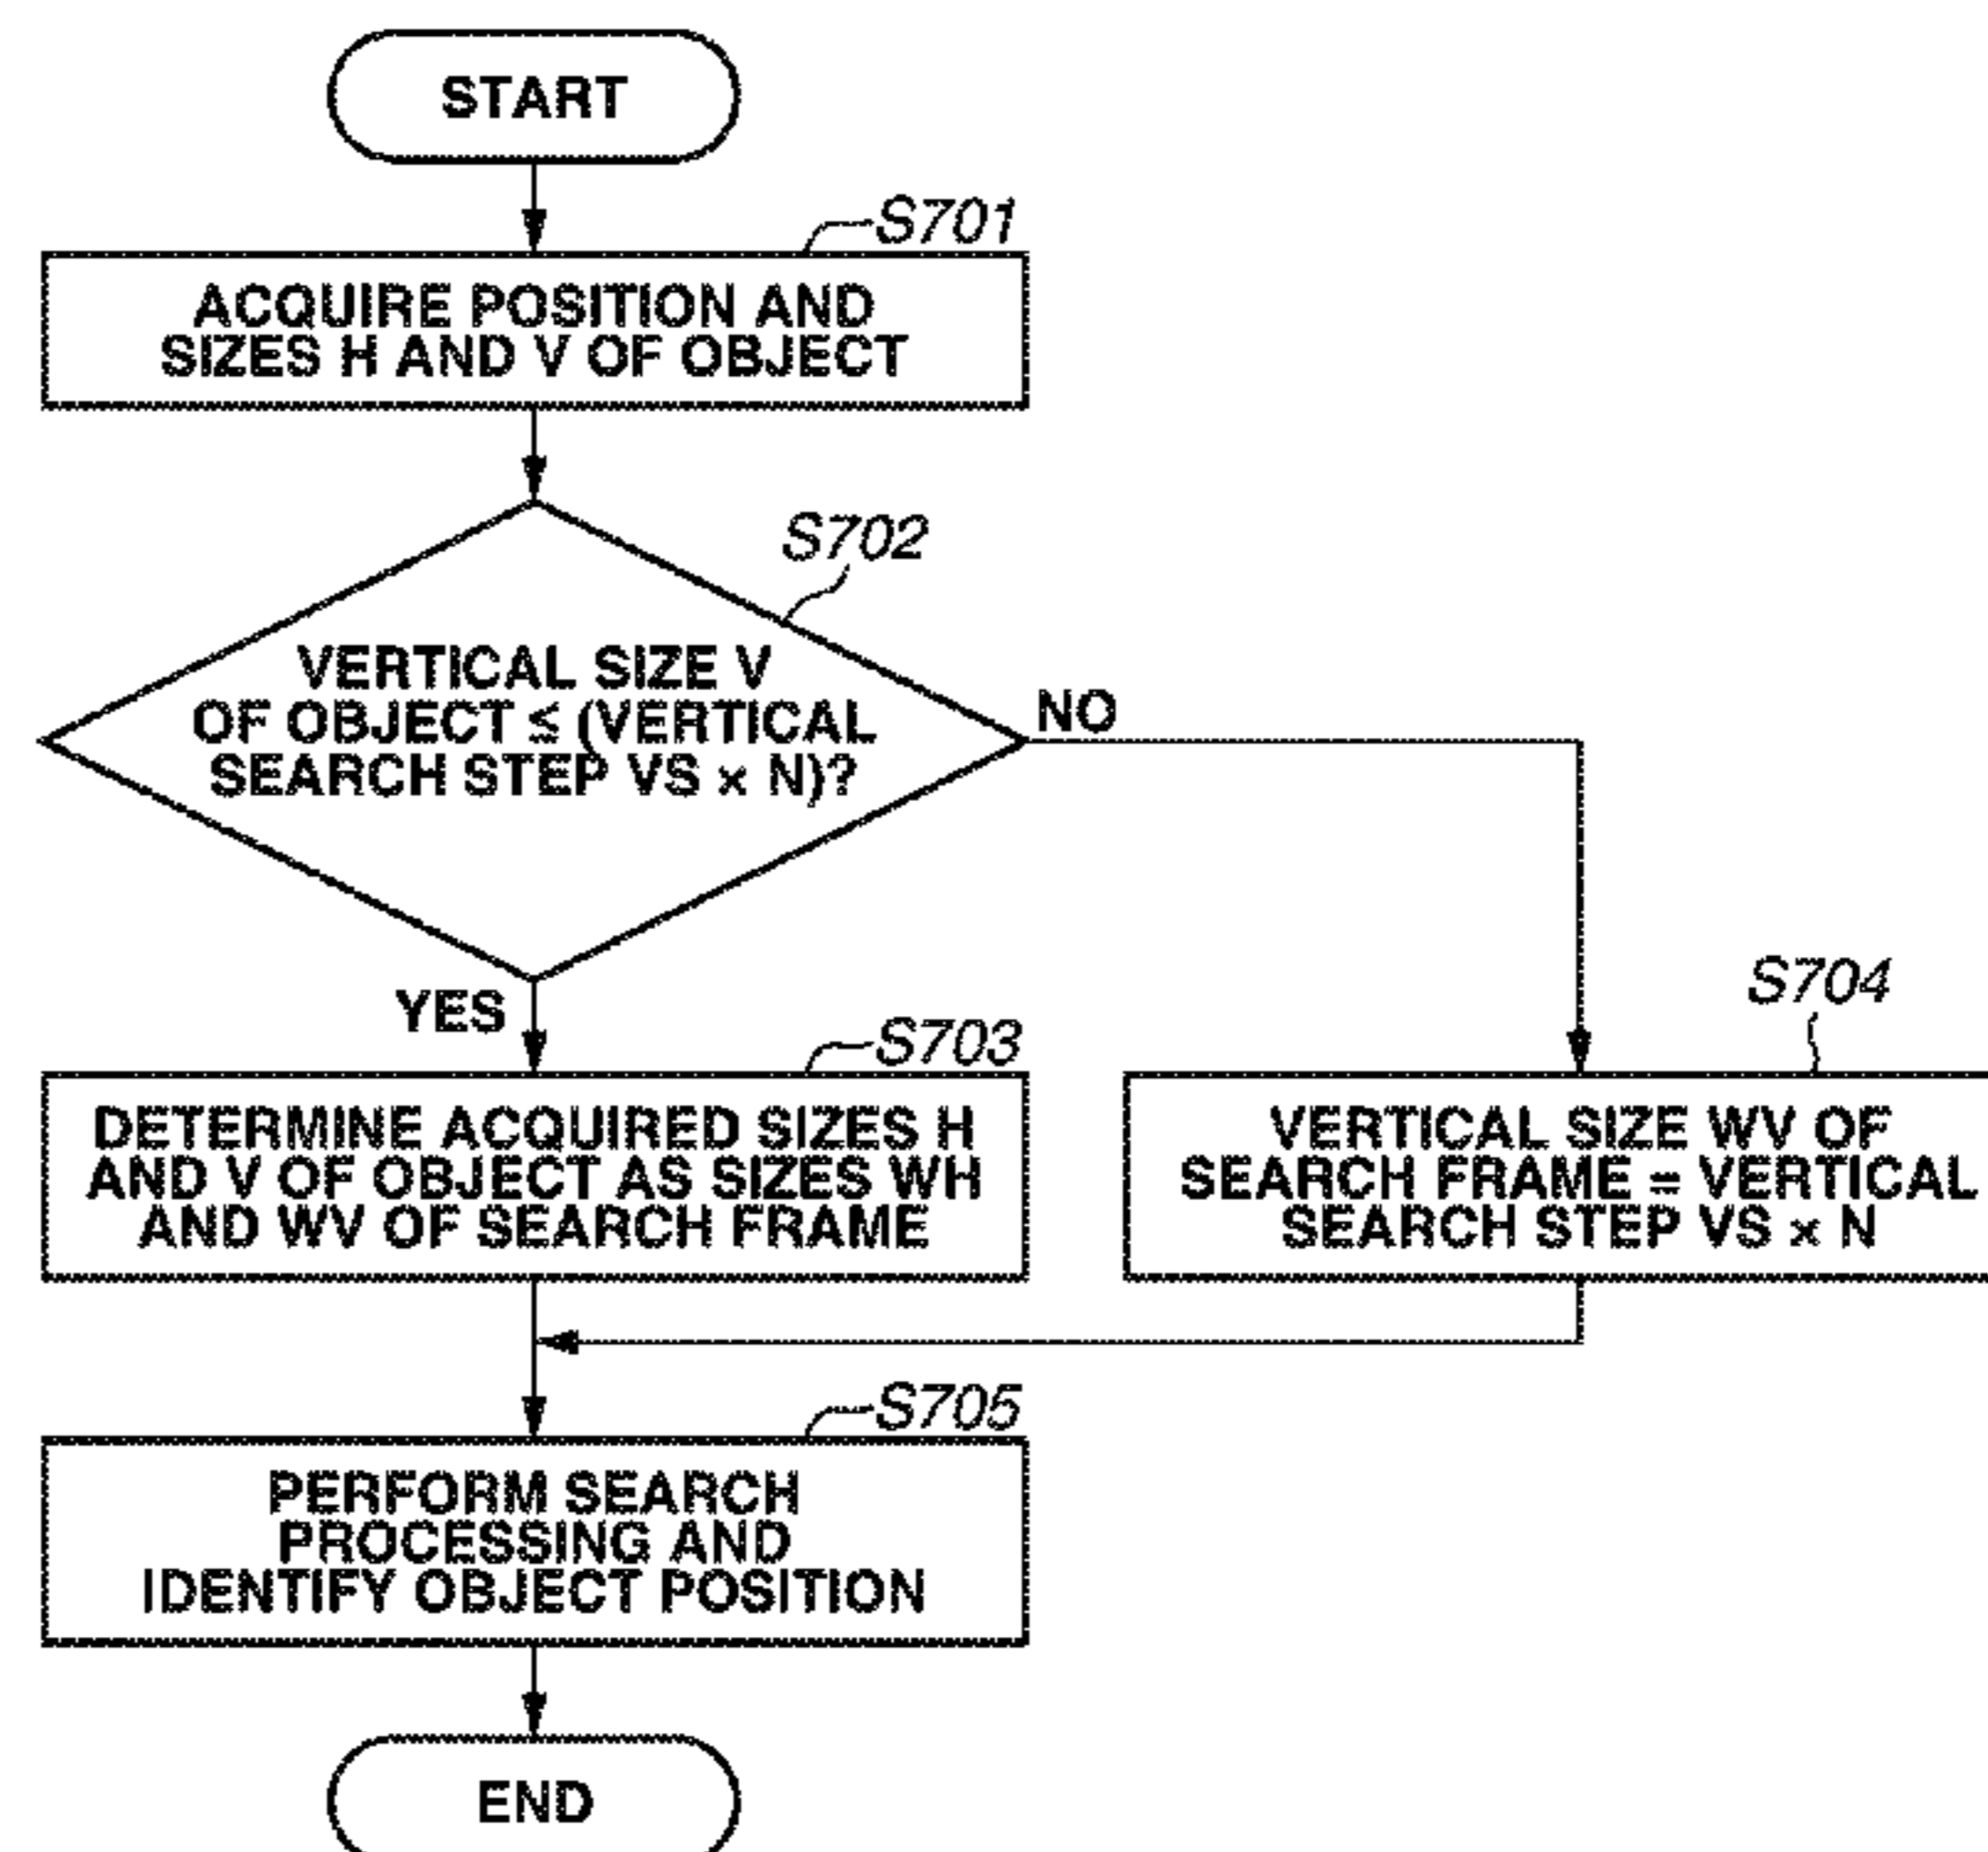 START
S701
ACQUIRE POSITION AND
SIZES H AND V OF OBJECT
S702
VERTICAL SIZE V
OF OBJECT ≤ (VERTICAL
SEARCH STEP VS × N)?
NO
YES
S703
DETERMINE ACQUIRED SIZES H
AND V OF OBJECT AS SIZES WH
AND WV OF SEARCH FRAME
S704
VERTICAL SIZE WV OF
SEARCH FRAME = VERTICAL
SEARCH STEP VS × N
S705
PERFORM SEARCH
PROCESSING AND
IDENTIFY OBJECT POSITION
END